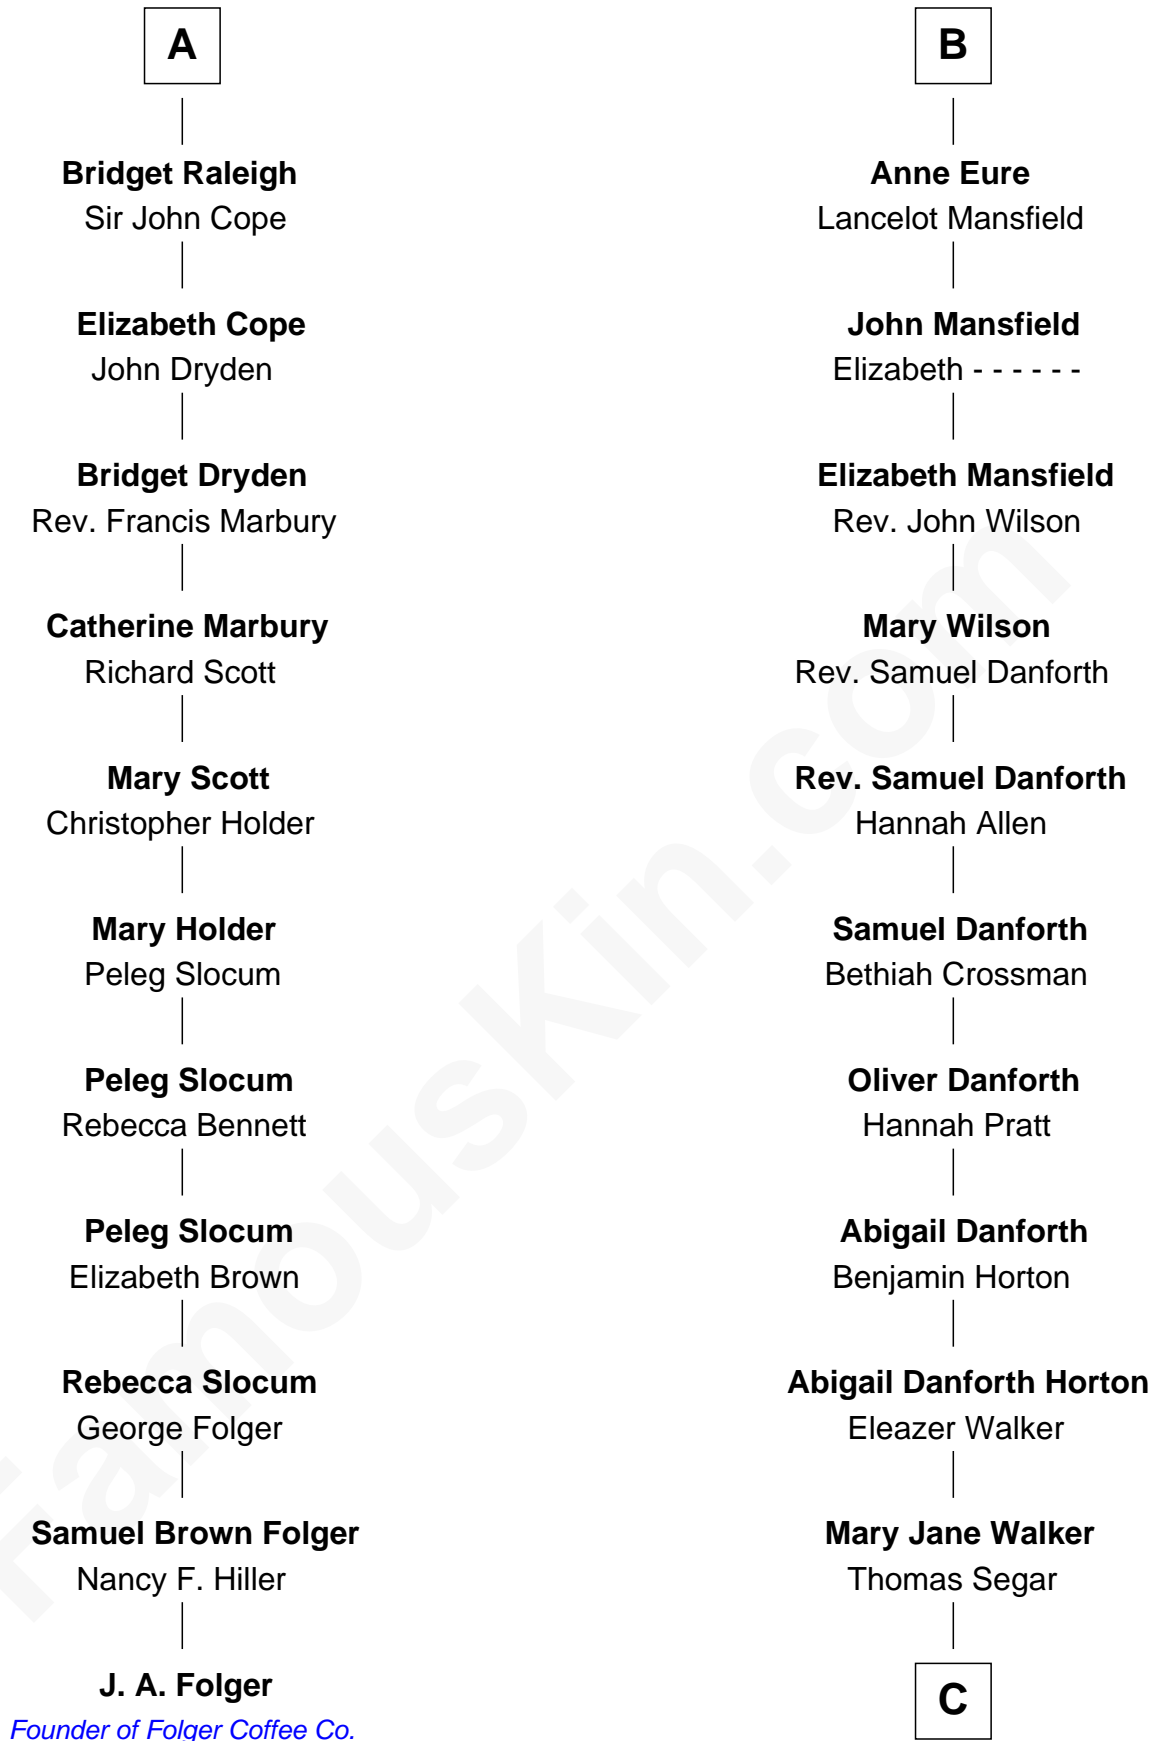 A
Bridget Raleigh
Sir John Cope
Elizabeth Cope
John Dryden
Bridget Dryden
Rev. Francis Marbury
Catherine Marbury
Richard Scott
Mary Scott
Christopher Holder
Mary Holder
Peleg Slocum
Peleg Slocum
Rebecca Bennett
Peleg Slocum
Elizabeth Brown
Rebecca Slocum
George Folger
Samuel Brown Folger
Nancy F. Hiller
J. A. Folger
Founder of Folger Coffee Co.
B
Anne Eure
Lancelot Mansfield
John Mansfield
Elizabeth - - - - - -
Elizabeth Mansfield
Rev. John Wilson
Mary Wilson
Rev. Samuel Danforth
Rev. Samuel Danforth
Hannah Allen
Samuel Danforth
Bethiah Crossman
Oliver Danforth
Hannah Pratt
Abigail Danforth
Benjamin Horton
Abigail Danforth Horton
Eleazer Walker
Mary Jane Walker
Thomas Segar
C
FamousKin.com